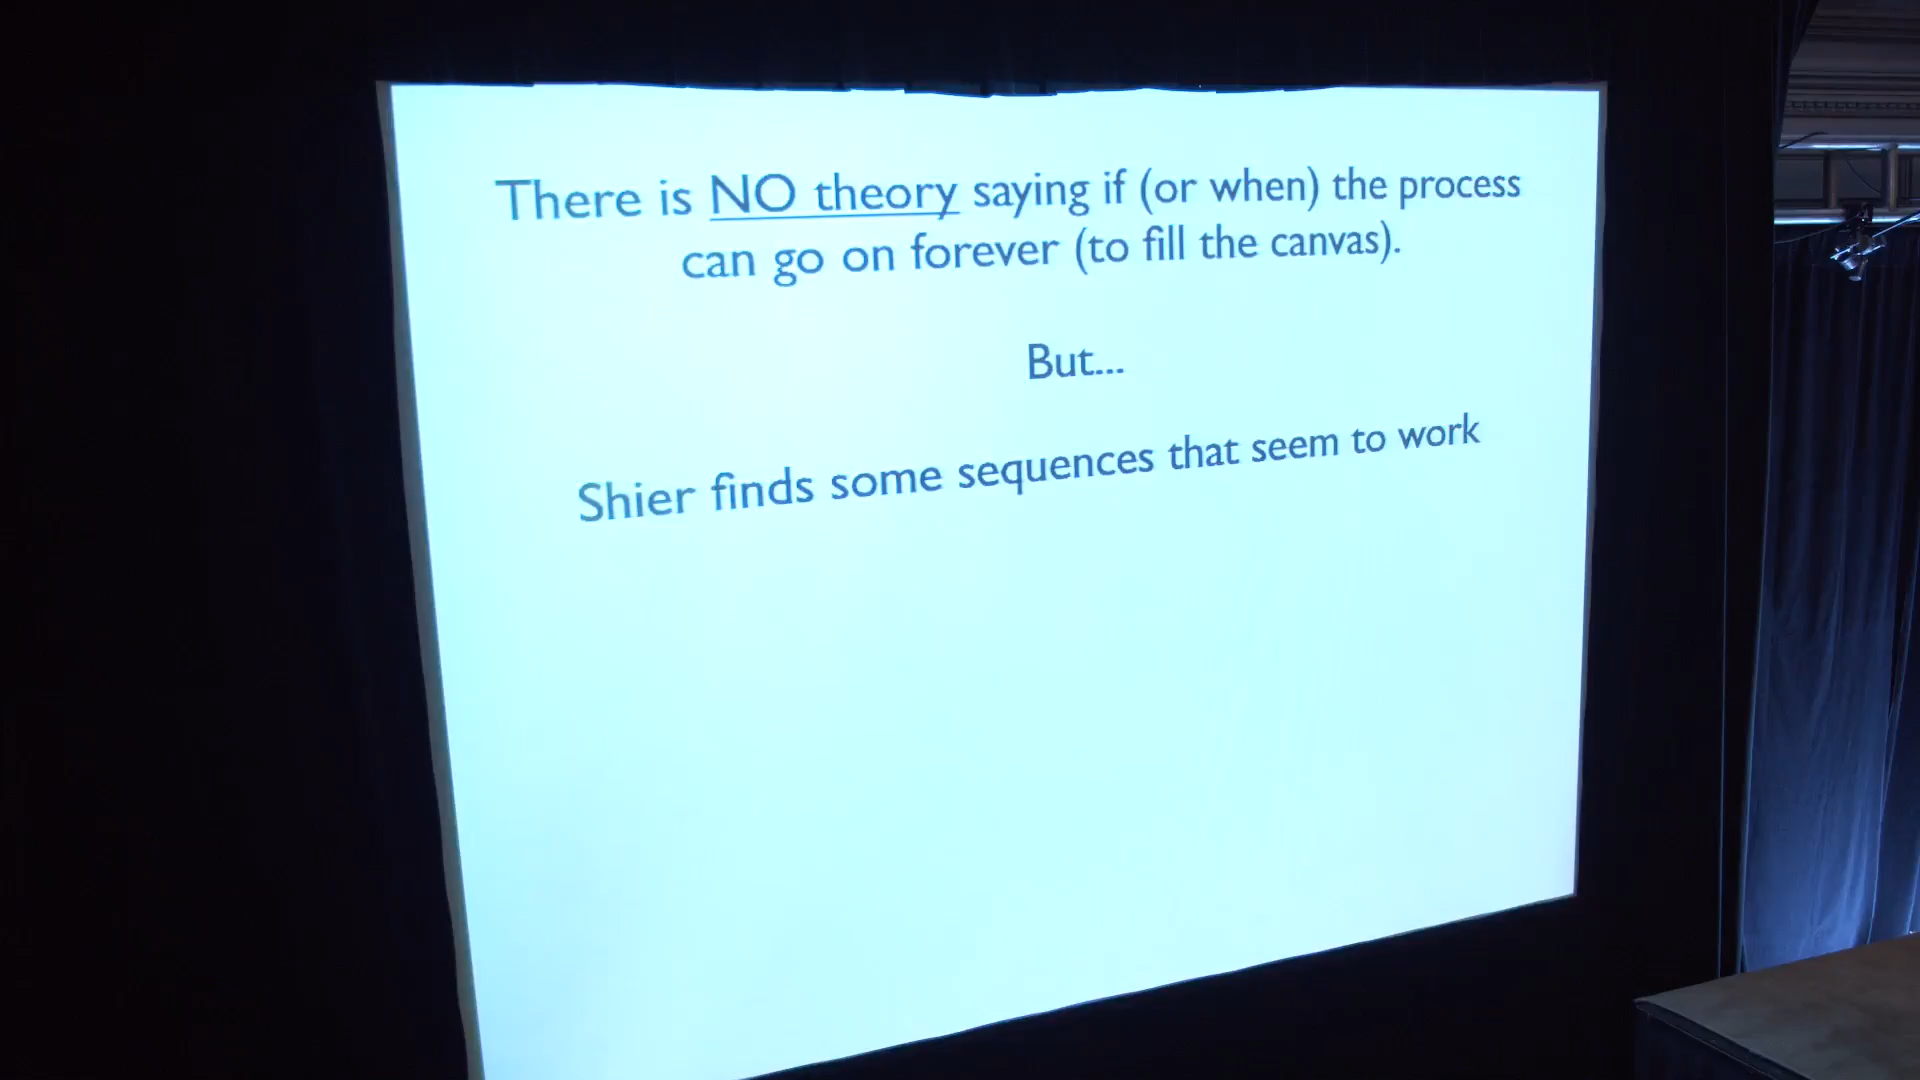 There is NO theory saying if (or when) the process
can go on forever (to fill the canvas).
But...
Shier finds some sequences that seem to work